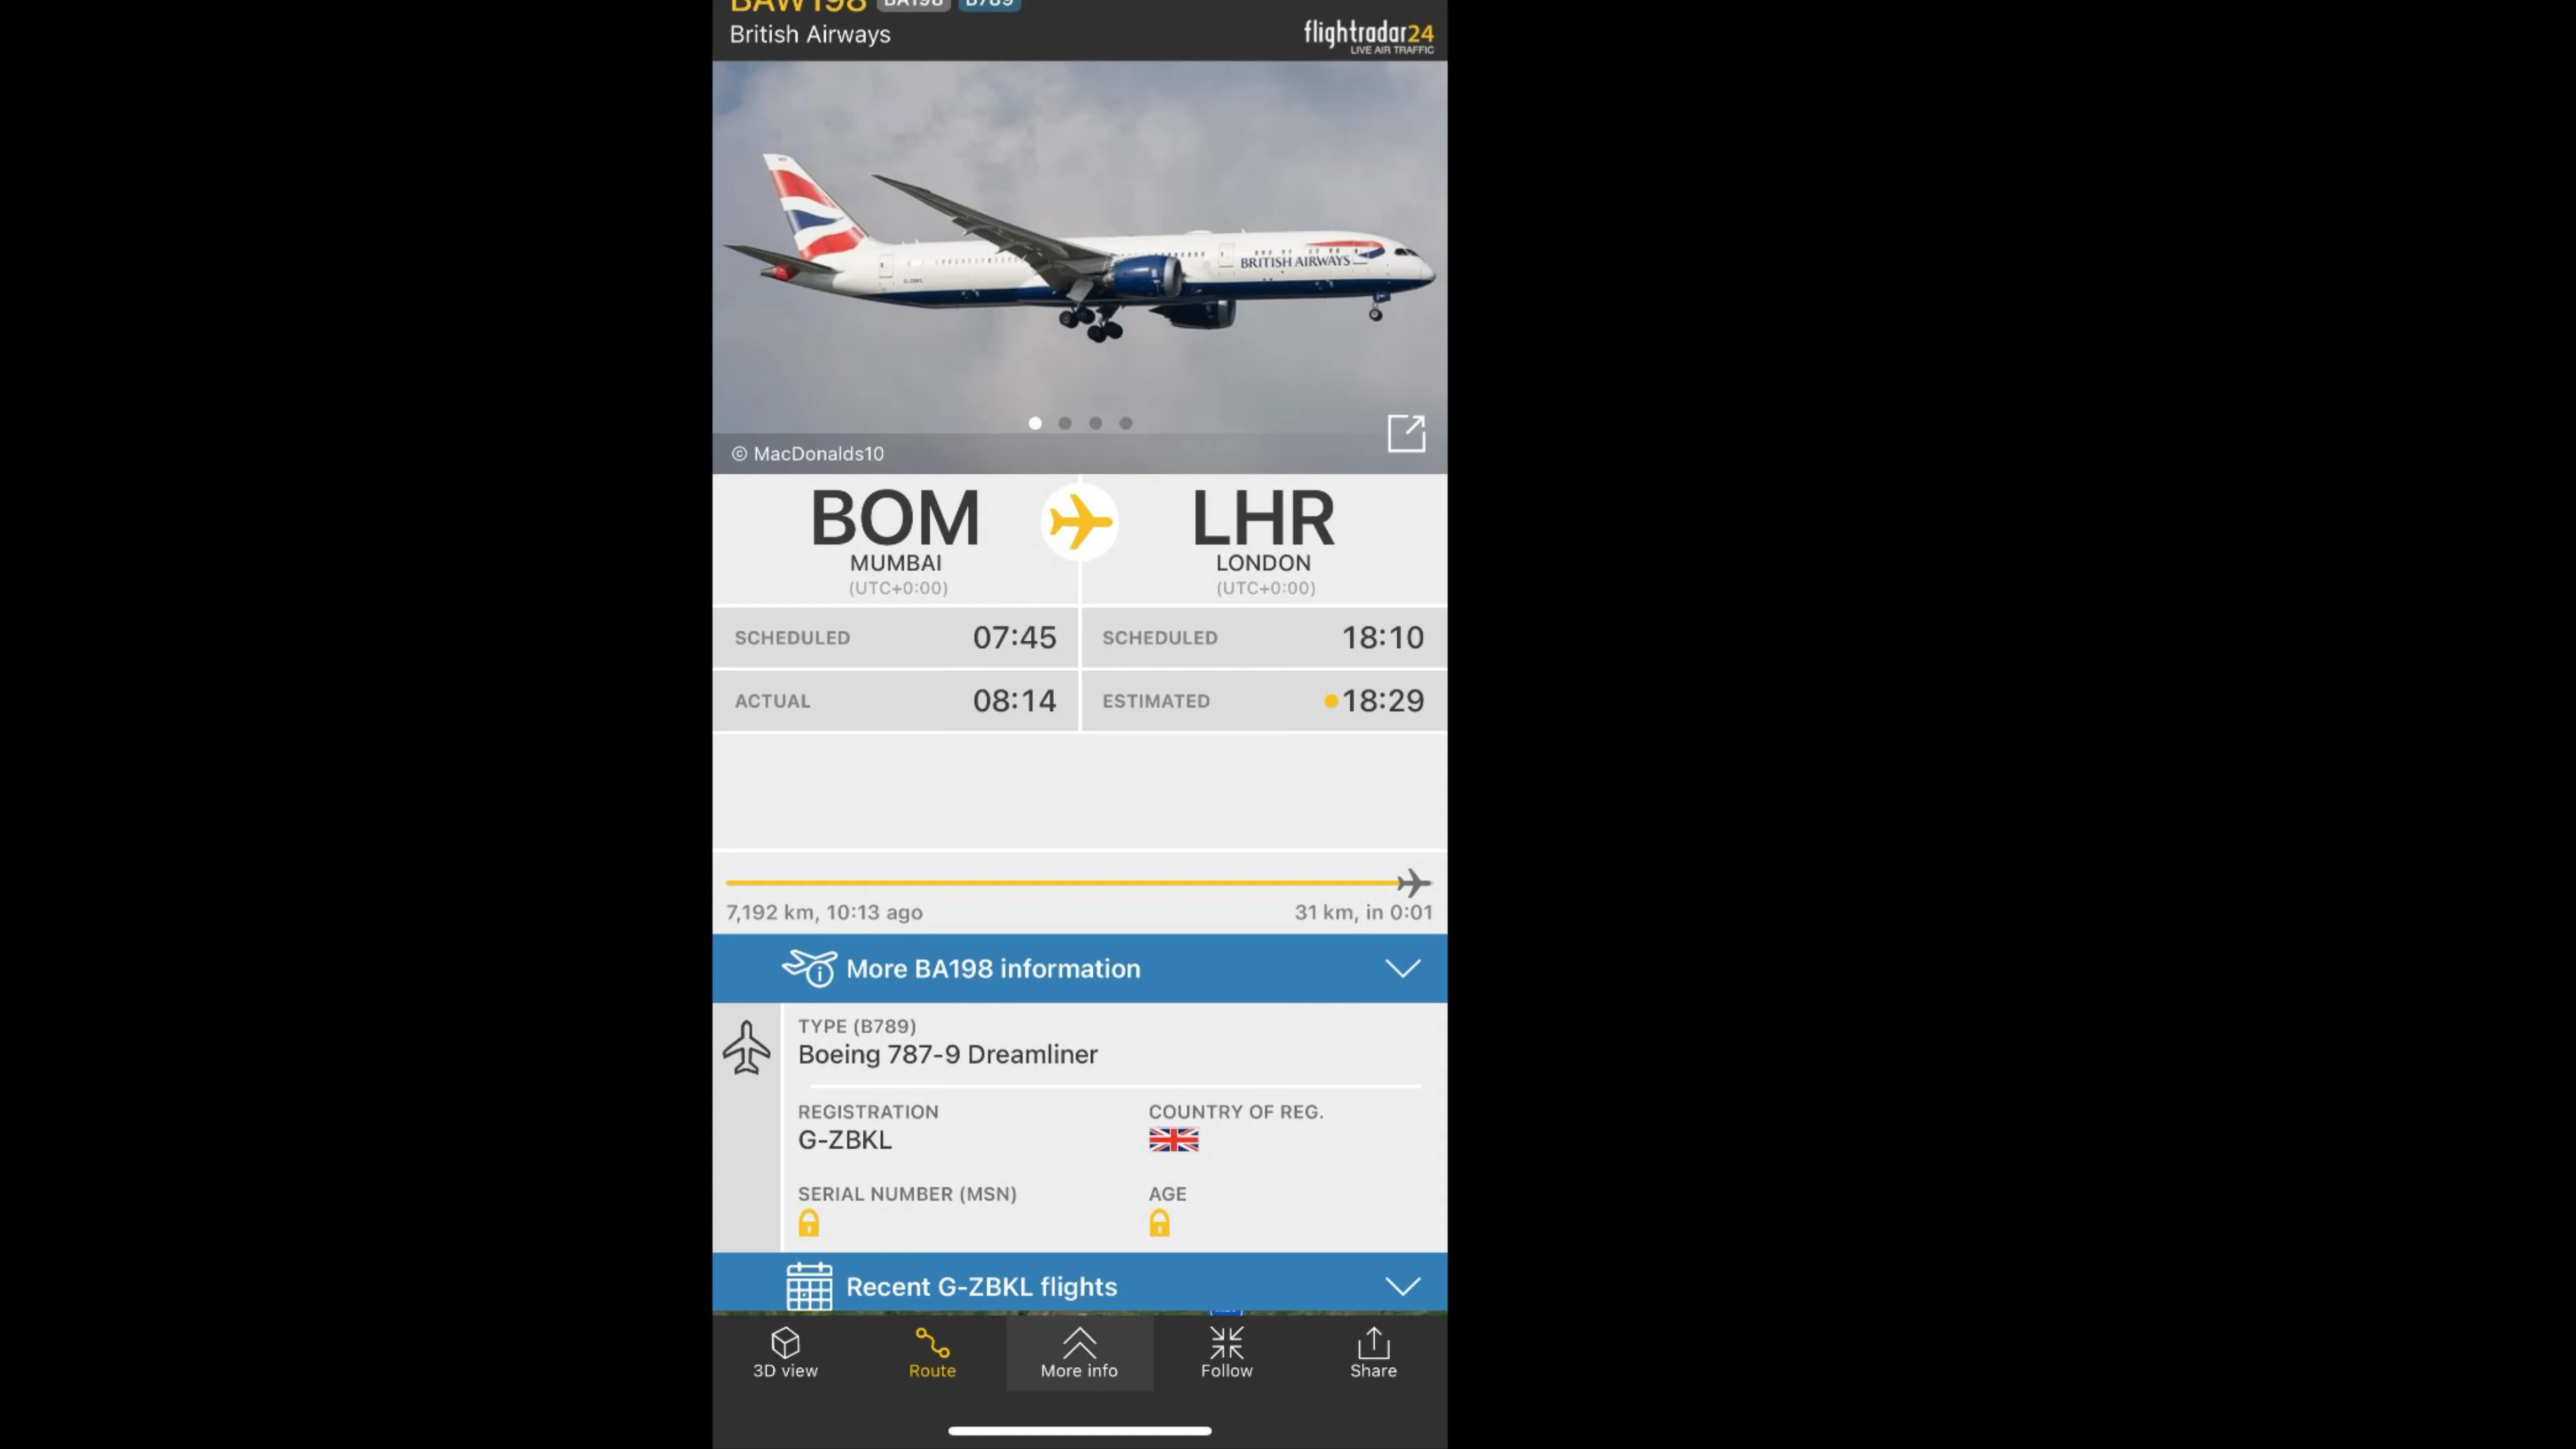 BAW198 BA198 B789
British Airways
flightradar24
LIVE AIR TRAFFIC
BRITISH AIRWAYS
© MacDonalds10
BOM
MUMBAI
(UTC+0:00)
LHR
LONDON
(UTC+0:00)
SCHEDULED 07:45 SCHEDULED 18:10
ACTUAL 08:14 ESTIMATED 18:29
7,192 km, 10:13 ago 31 km, in 0:01
More BA198 information
TYPE (B789)
Boeing 787-9 Dreamliner
REGISTRATION COUNTRY OF REG.
G-ZBKL
SERIAL NUMBER (MSN) AGE
Recent G-ZBKL flights
3D view Route More info Follow Share